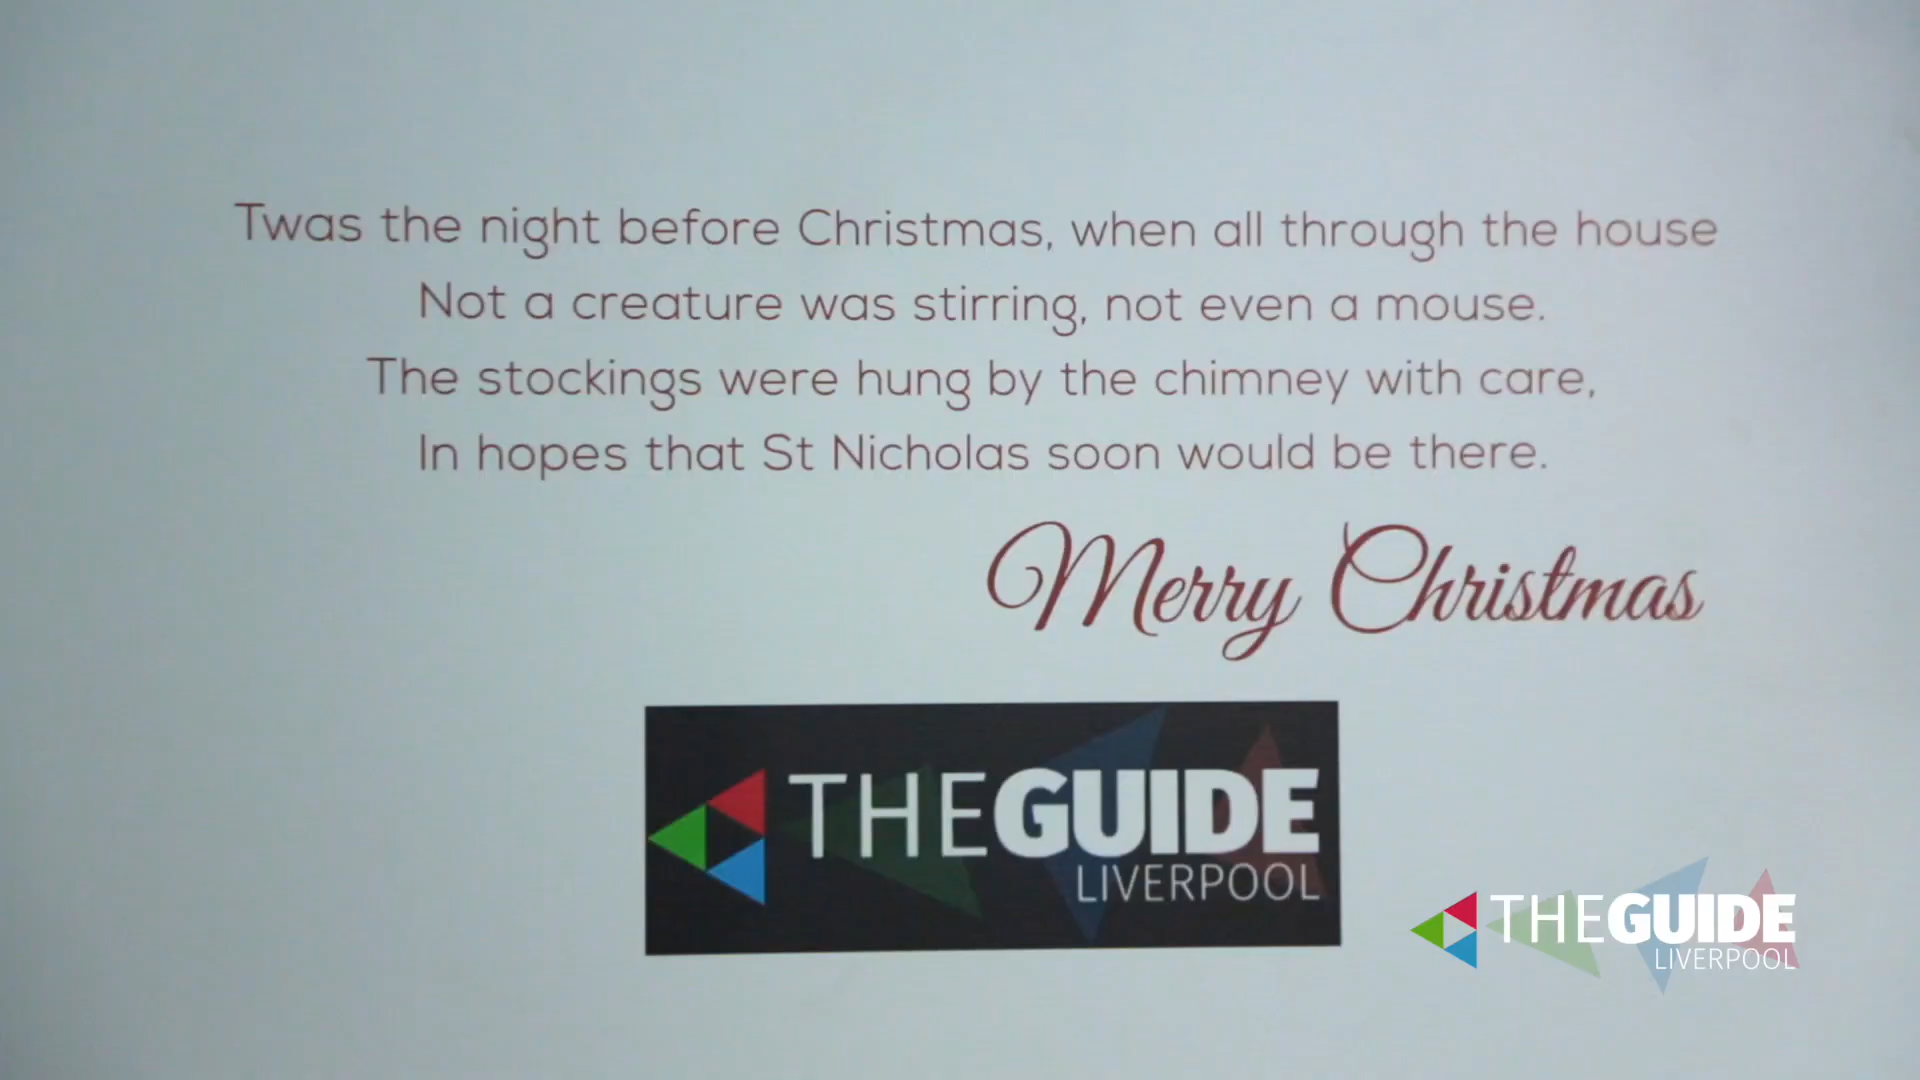 Twas the night before Christmas, when all through the house
Not a creature was stirring, not even a mouse.
The stockings were hung by the chimney with care,
In hopes that St Nicholas soon would be there.
Merry Christmas
THEGUIDE
LIVERPOOL
THEGUIDE
LIVERPOOL